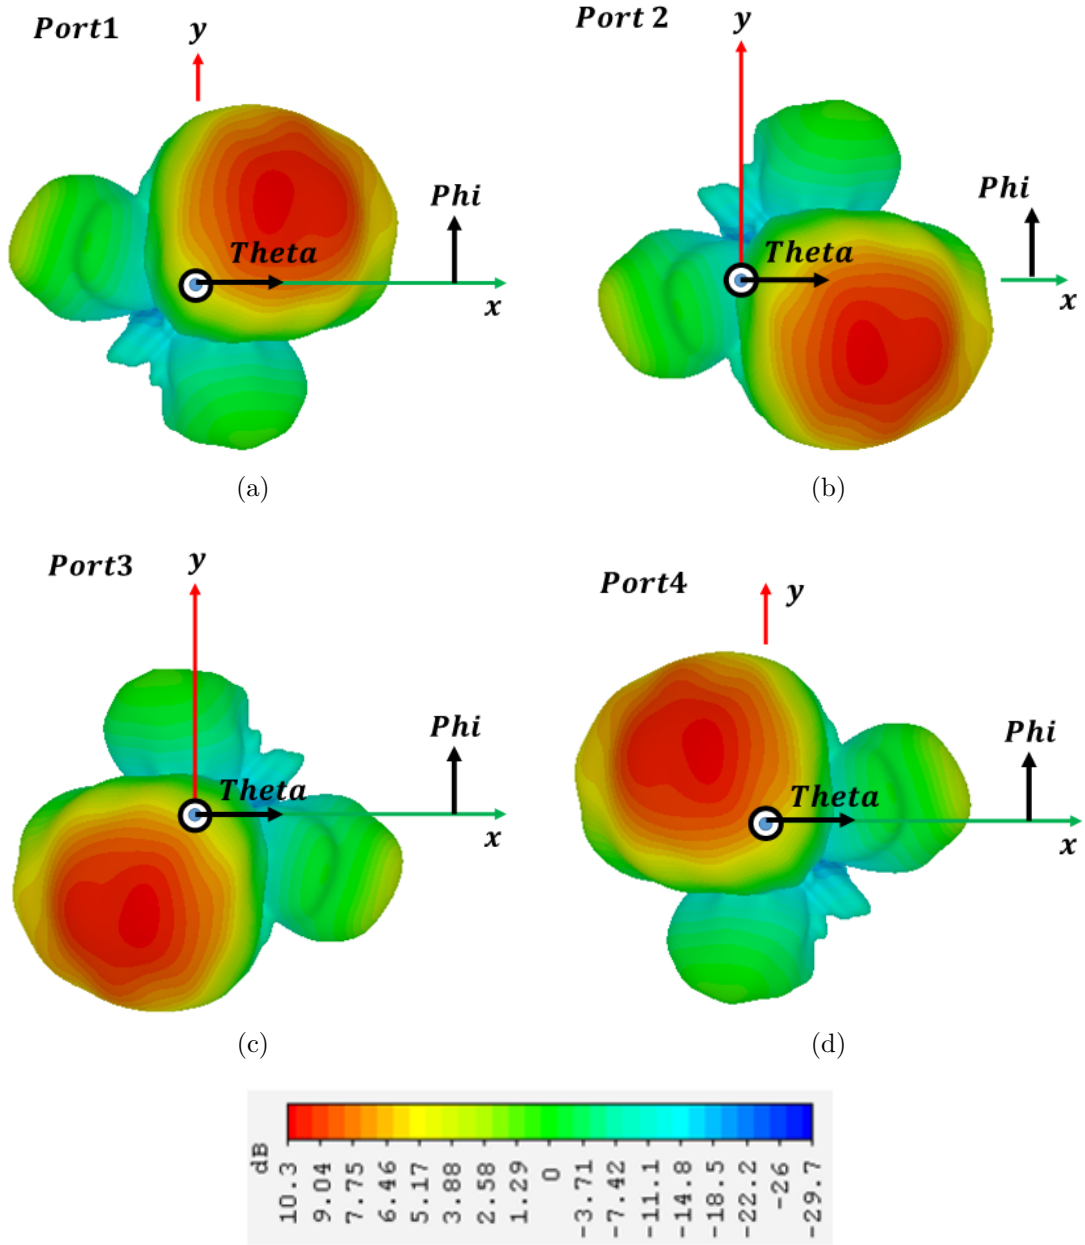 Port1
y
Port 2
y
Phi
Theta
x
Phi
Theta
x
(a)
(b)
Port3
y
Port4
y
Phi
Theta
x
Phi
Theta
x
(c)
(d)
dB
10.3
9.04
7.75
6.46
5.17
3.88
2.58
1.29
0
-3.71
-7.42
-11.1
-14.8
-18.5
-22.2
-26
-29.7